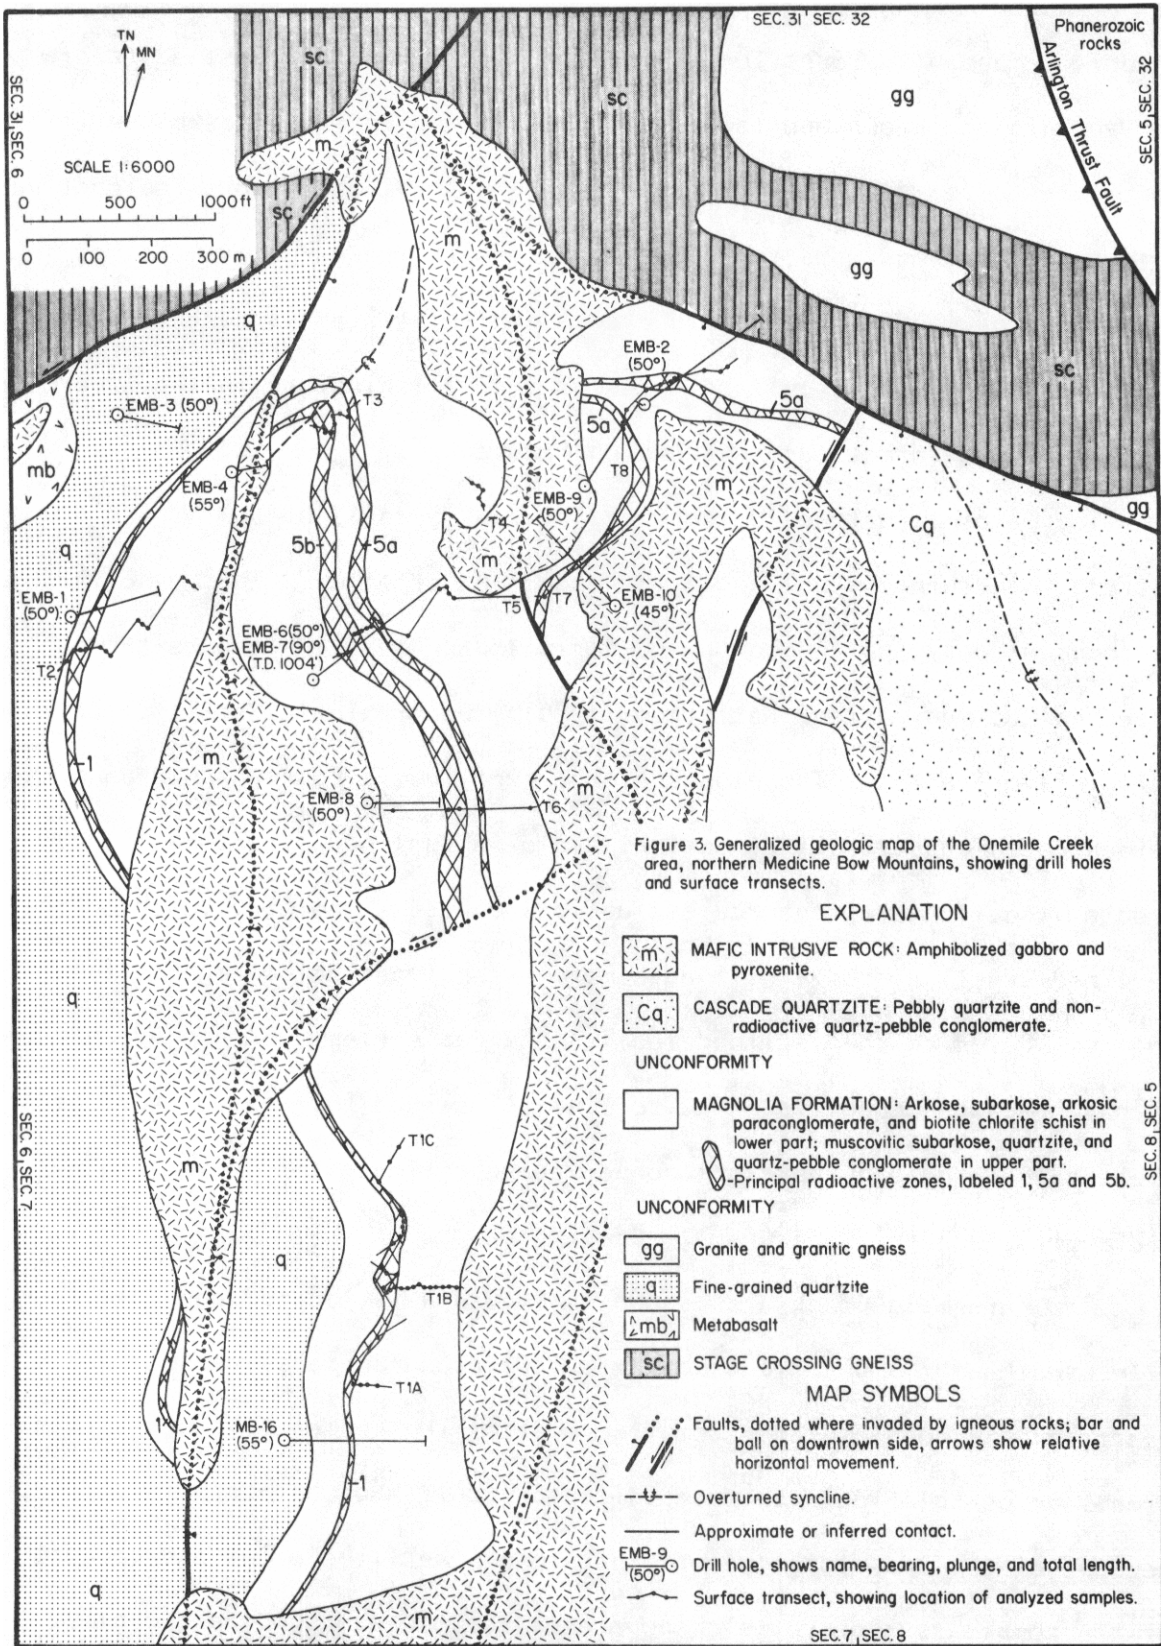 TN
MN
SCALE 1:6000
0 500 1000 ft
0 100 200 300 m
SEC. 31, SEC. 6
SEC. 31 SEC. 32
Phanerozoic
rocks
Arlington Thrust Fault
SEC. 5, SEC. 32
sc
sc
gg
m
sc
m
gg
q
EMB-2
(50°)
sc
EMB-3 (50°)
5a
T3
5a
mb
EMB-4
(55°)
T8
EMB-9
(50°)
m
gg
T4
Cq
q
5b
5a
m
EMB-1
(50°)
T5
T7
EMB-10
(45°)
EMB-6(50°)
EMB-7(90°)
(T.D. 1004')
T2
1
m
m
EMB-8
(50°)
T6
q
SEC. 6, SEC. 7
m
T1C
q
T1B
T1A
1
MB-16
(55°)
1
q
m
Figure 3. Generalized geologic map of the Onemile Creek
area, northern Medicine Bow Mountains, showing drill holes
and surface transects.
EXPLANATION
m MAFIC INTRUSIVE ROCK: Amphibolized gabbro and
pyroxenite.
Cq CASCADE QUARTZITE: Pebbly quartzite and non-
radioactive quartz-pebble conglomerate.
UNCONFORMITY
MAGNOLIA FORMATION: Arkose, subarkose, arkosic
paraconglomerate, and biotite chlorite schist in
lower part; muscovitic subarkose, quartzite, and
quartz-pebble conglomerate in upper part.
-Principal radioactive zones, labeled 1, 5a and 5b.
UNCONFORMITY
gg Granite and granitic gneiss
q Fine-grained quartzite
mb Metabasalt
sc STAGE CROSSING GNEISS
MAP SYMBOLS
Faults, dotted where invaded by igneous rocks; bar and
ball on downtrown side, arrows show relative
horizontal movement.
Overturned syncline.
Approximate or inferred contact.
EMB-9
(50°) Drill hole, shows name, bearing, plunge, and total length.
Surface transect, showing location of analyzed samples.
SEC. 8, SEC. 5
SEC. 7, SEC. 8